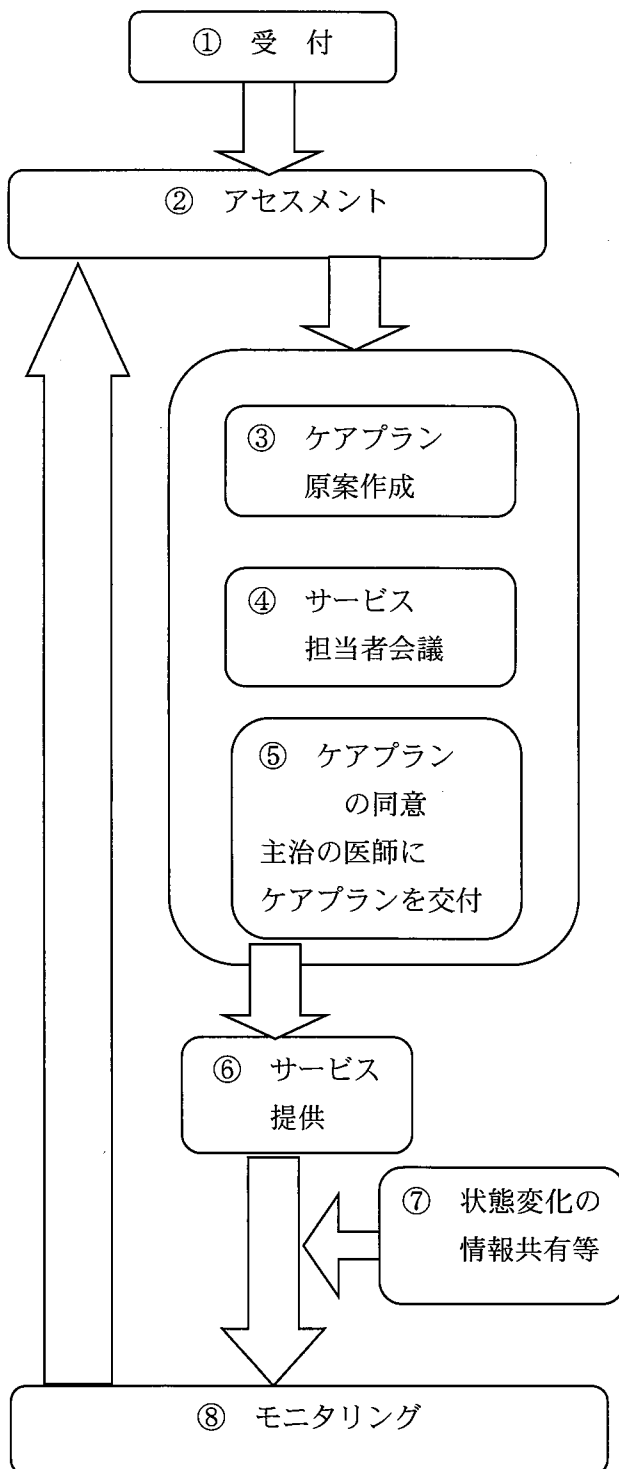 ① 受 付
② アセスメント
③ ケアプラン
原案作成
④ サービス
担当者会議
⑤ ケアプラン
の同意
主治の医師に
ケアプランを交付
⑥ サービス
提供
⑦ 状態変化の
情報共有等
⑧ モニタリング